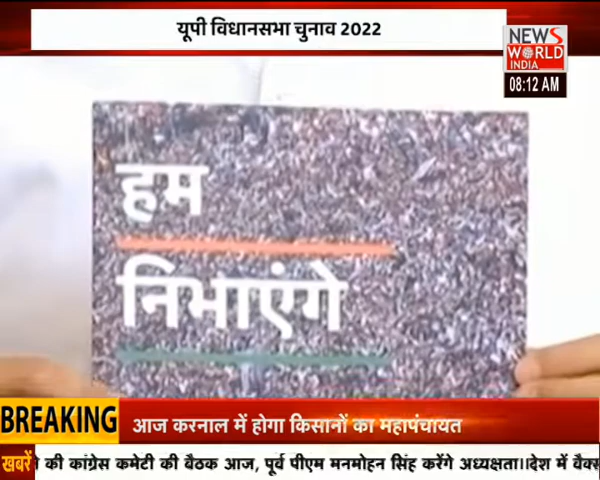 यूपी विधानसभा चुनाव 2022
NEWS
WORLD
INDIA
08:12 AM
हम
निभाएंगे
BREAKING
आज करनाल में होगा किसानों का महापंचायत
खबरें
की कांग्रेस कमेटी की बैठक आज, पूर्व पीएम मनमोहन सिंह करेंगे अध्यक्षता।।देश में